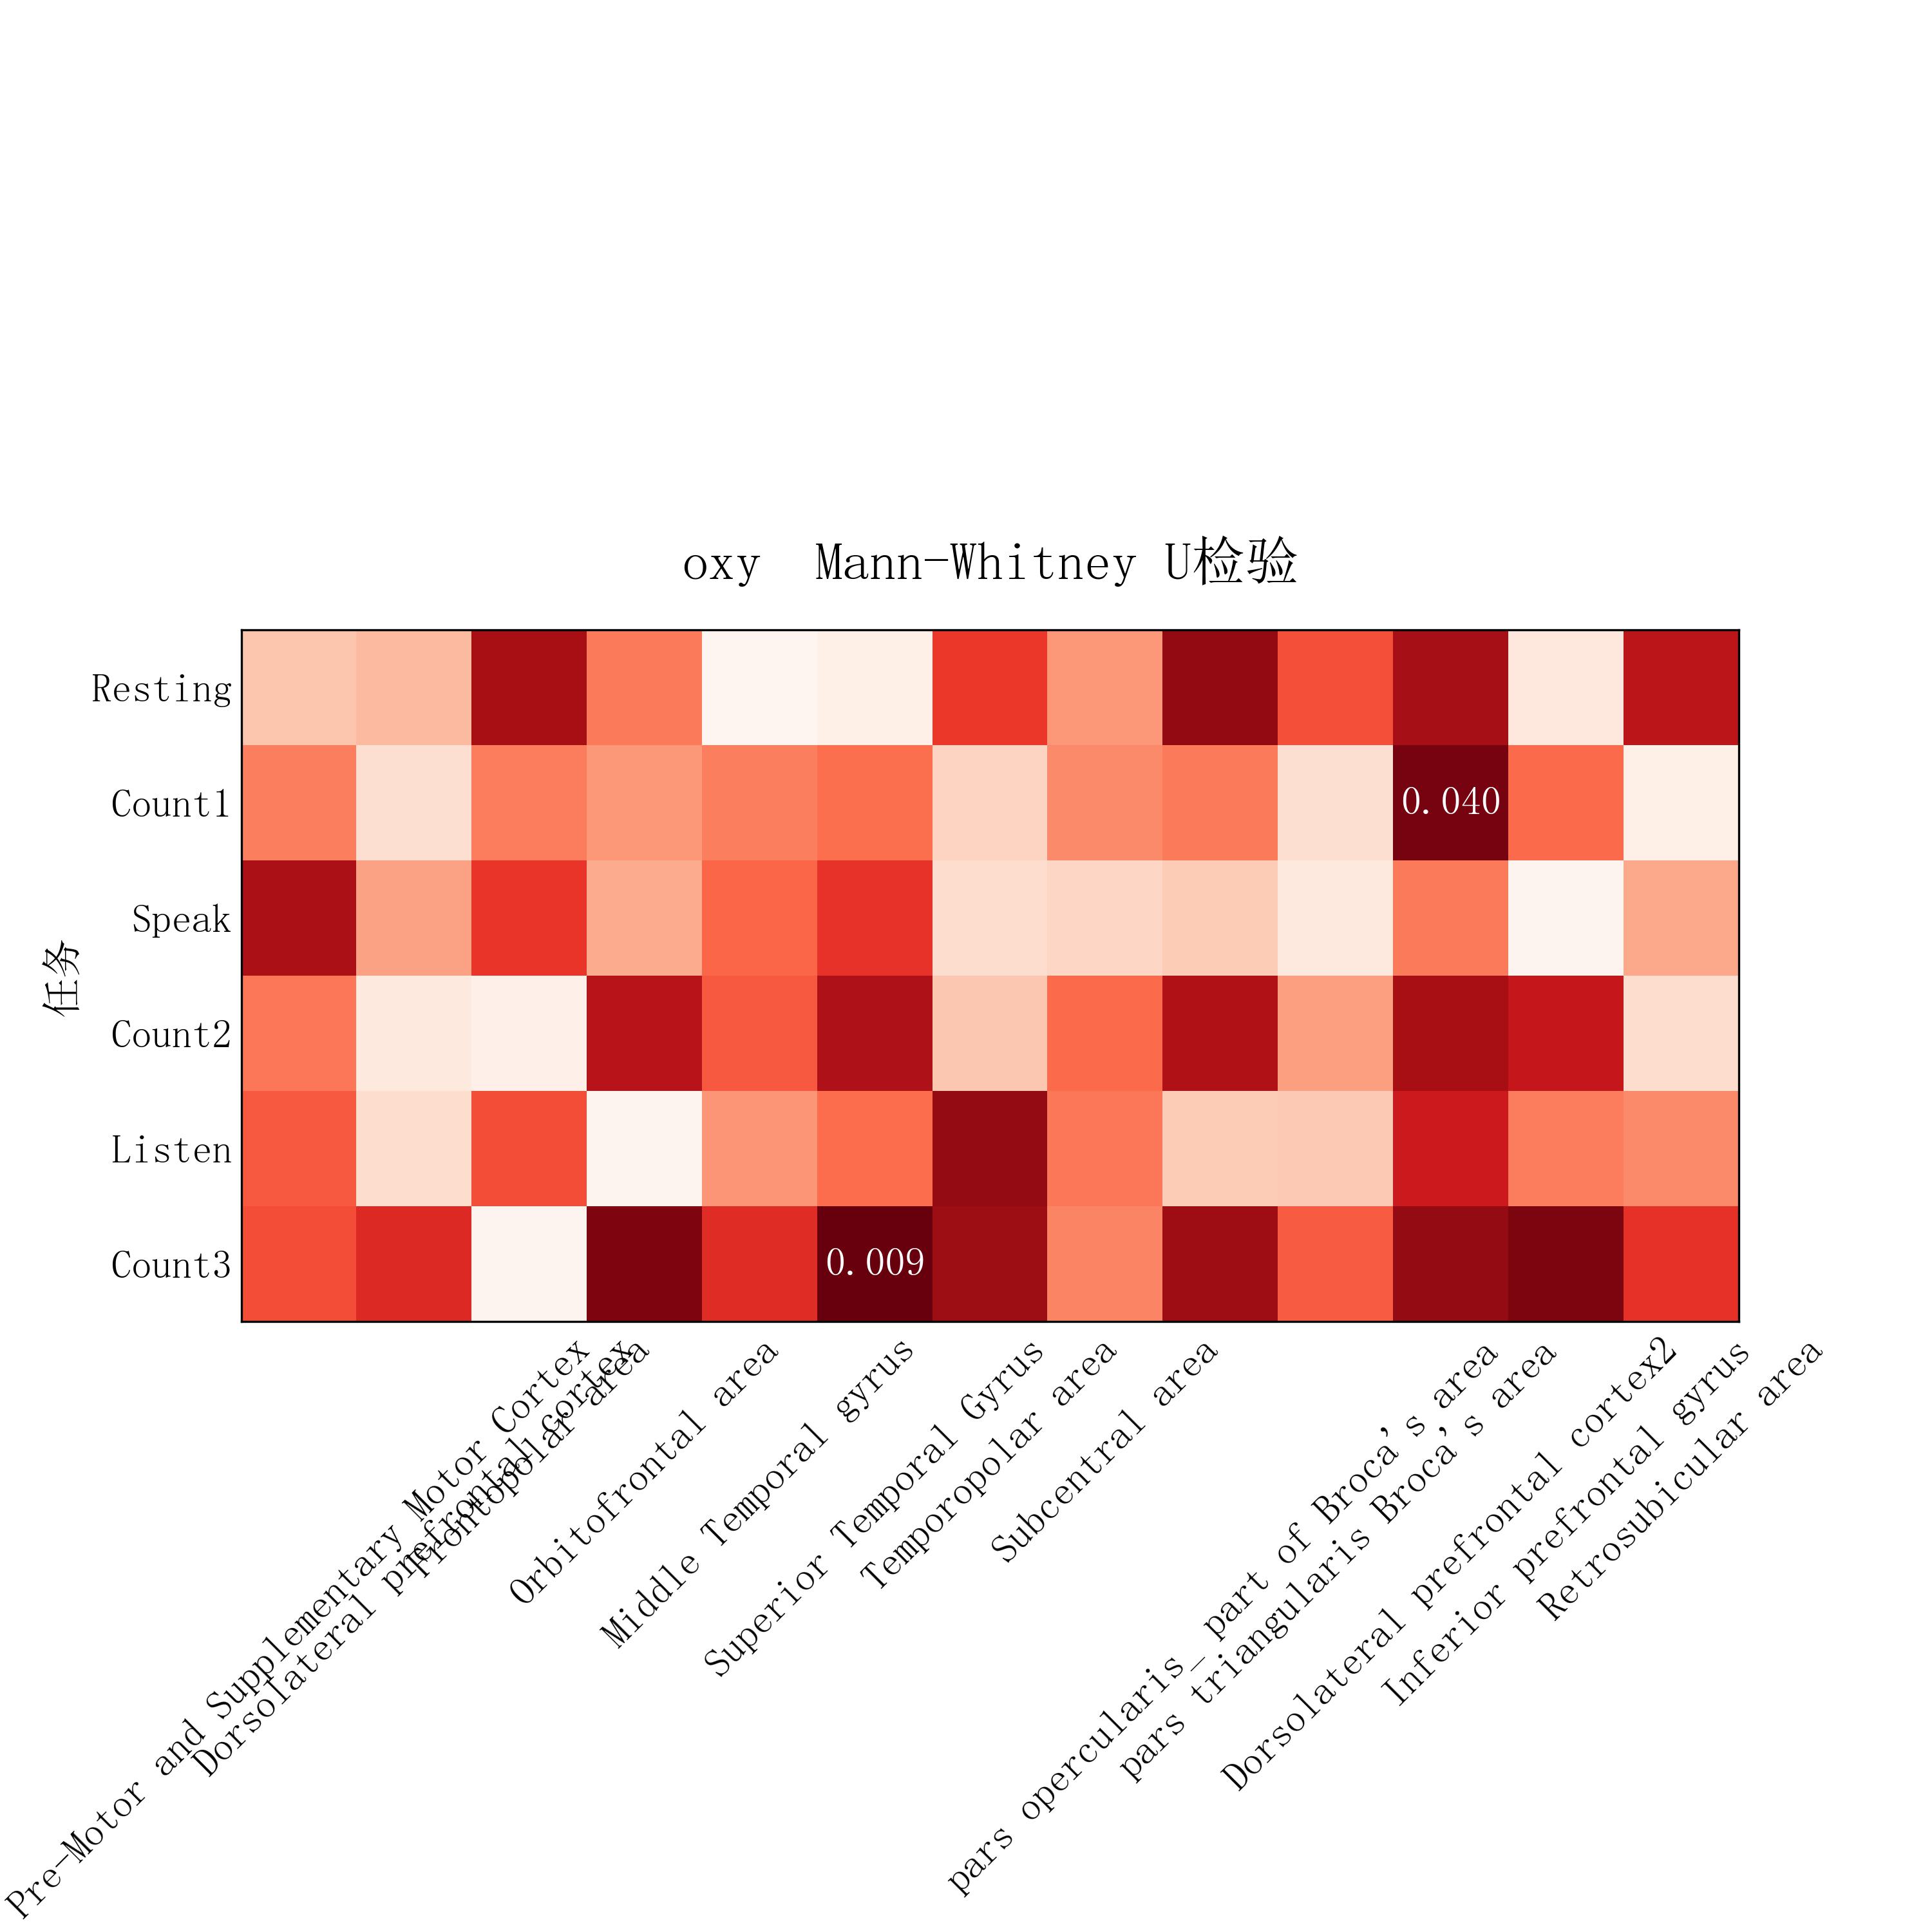 oxy  Mann-Whitney U检验
任务
Resting
Count1
0.040
Speak
Count2
Listen
Count3
0.009
Pre-Motor and Supplementary Motor Cortex
Dorsolateral prefrontal cortex
Frontopolar area
Orbitofrontal area
Middle Temporal gyrus
Superior Temporal Gyrus
Temporopolar area
Subcentral area
pars opercularis_ part of Broca's area
pars triangularis Broca's area
Dorsolateral prefrontal cortex2
Inferior prefrontal gyrus
Retrosubicular area